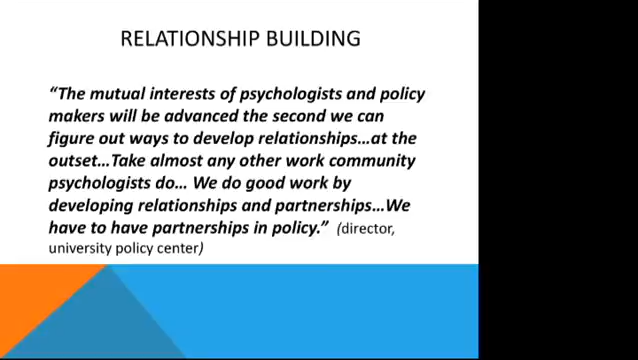 RELATIONSHIP BUILDING
“The mutual interests of psychologists and policy
makers will be advanced the second we can
figure out ways to develop relationships…at the
outset…Take almost any other work community
psychologists do… We do good work by
developing relationships and partnerships…We
have to have partnerships in policy.” (director,
university policy center)